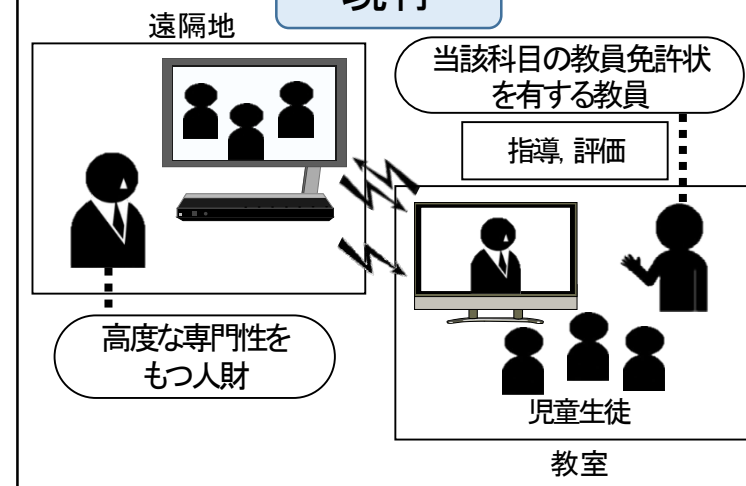 遠隔地
当該科目の教員免許状
を有する教員
指導, 評価
高度な専門性を
もつ人財
児童生徒
教室